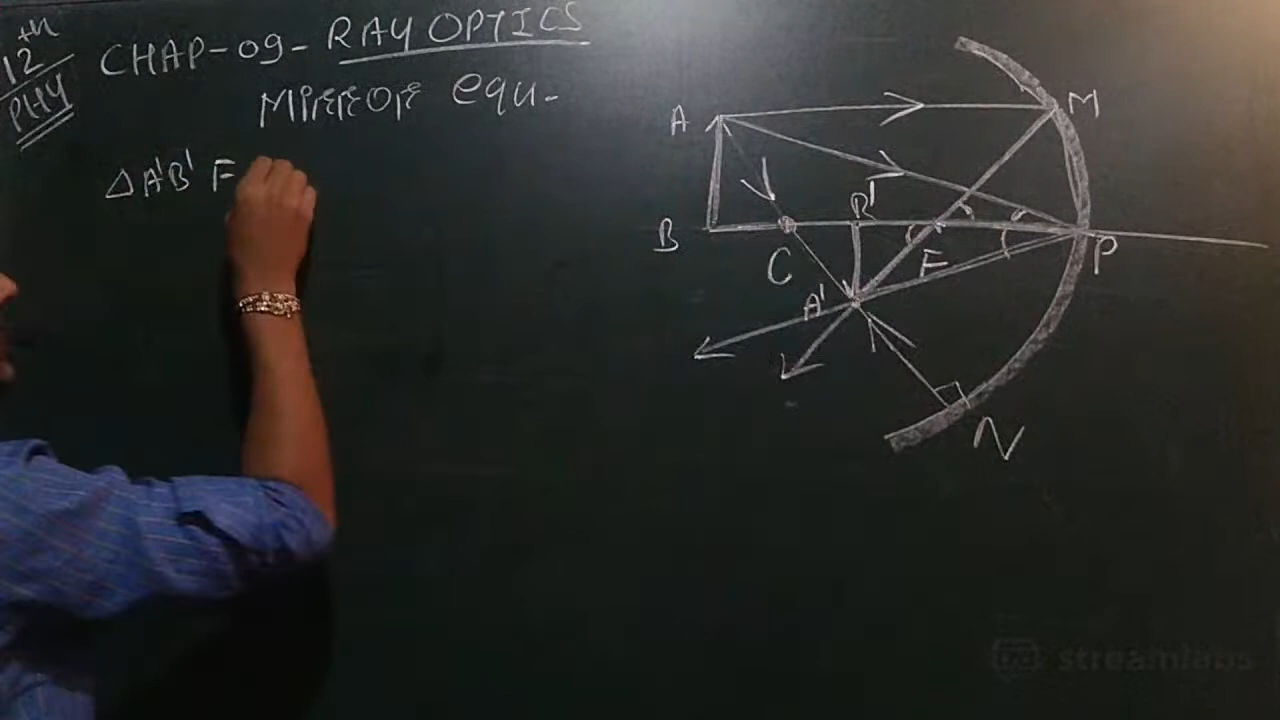 12th
PHY
CHAP-09- RAY OPTICS
MIRROR equ.
△A'B' F
A
M
B
B'
C
F
P
A'
N
streamlabs